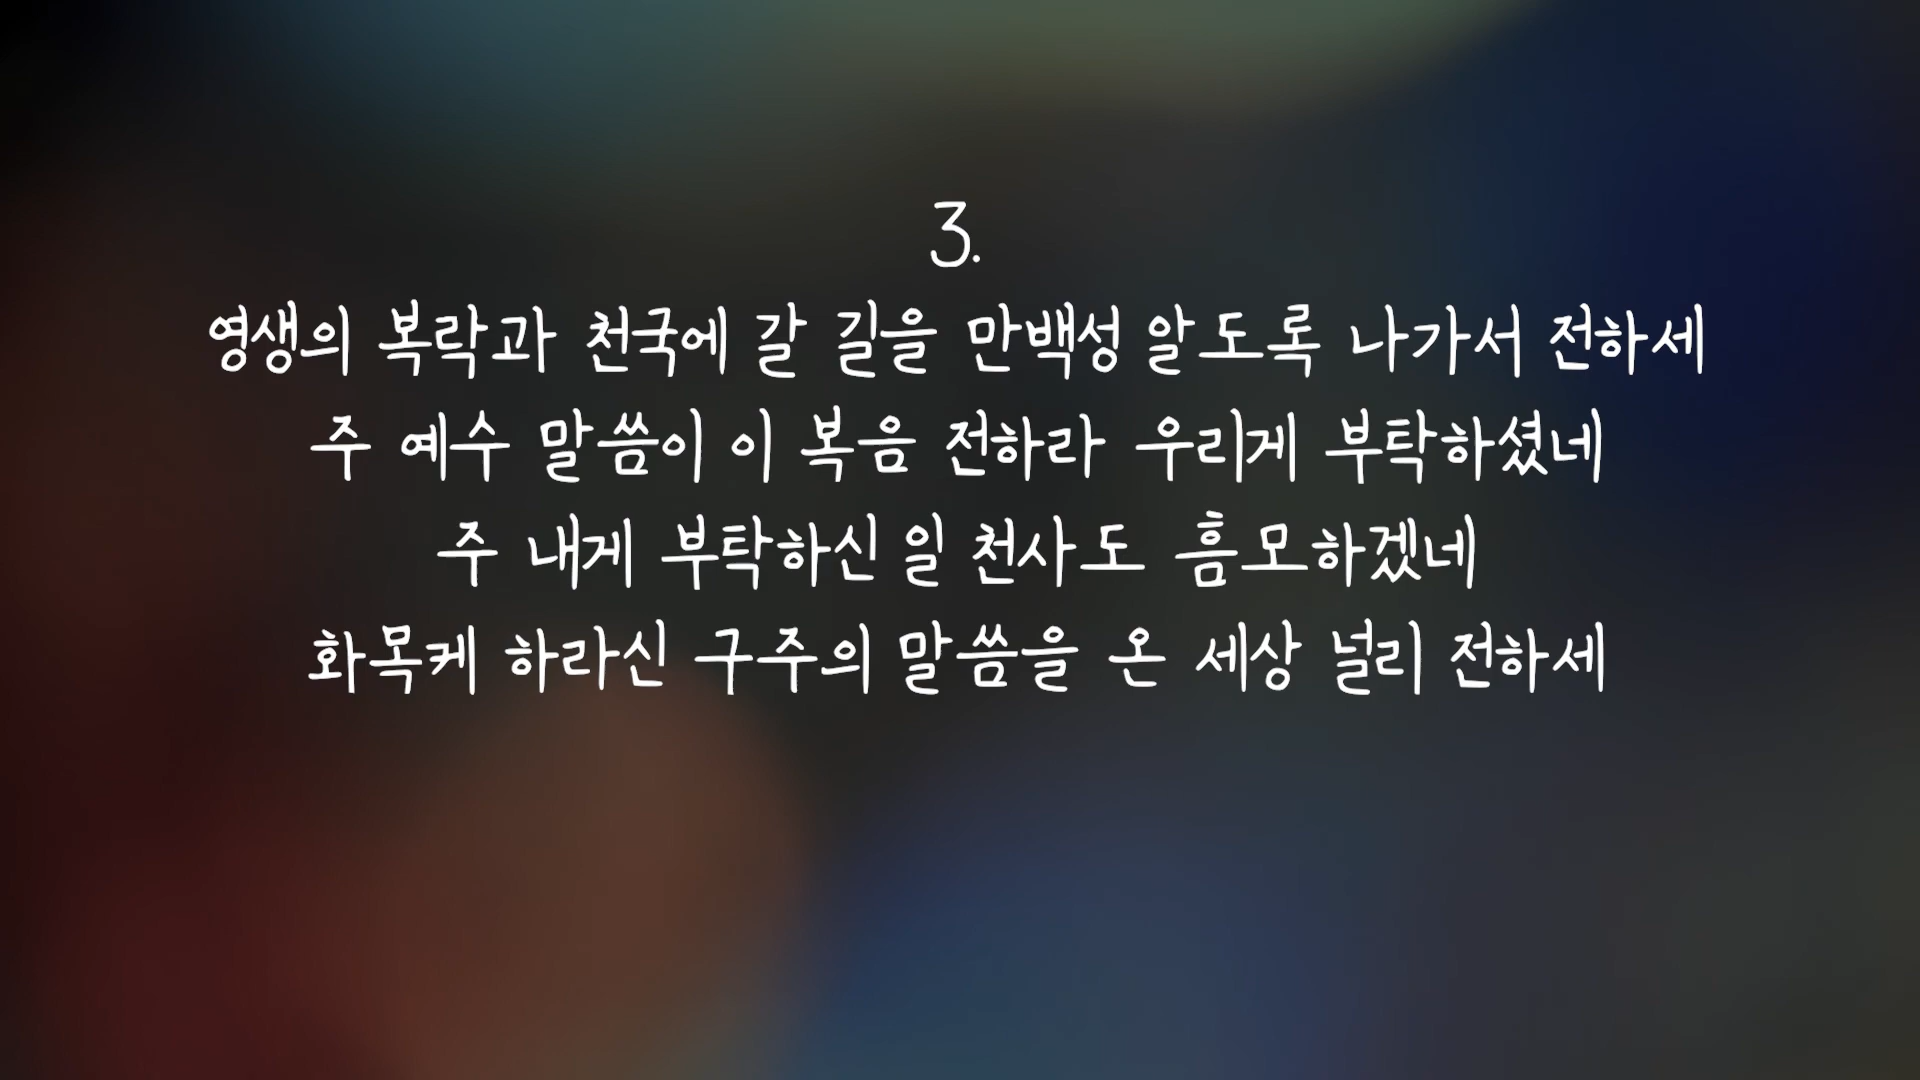 3.
영생의 복락과 천국에 갈 길을 만백성 알도록 나가서 전하세
주 예수 말씀이 이 복음 전하라 우리게 부탁하셨네
주 내게 부탁하신 일 천사도 흠모하겠네
화목케 하라신 구주의 말씀을 온 세상 널리 전하세